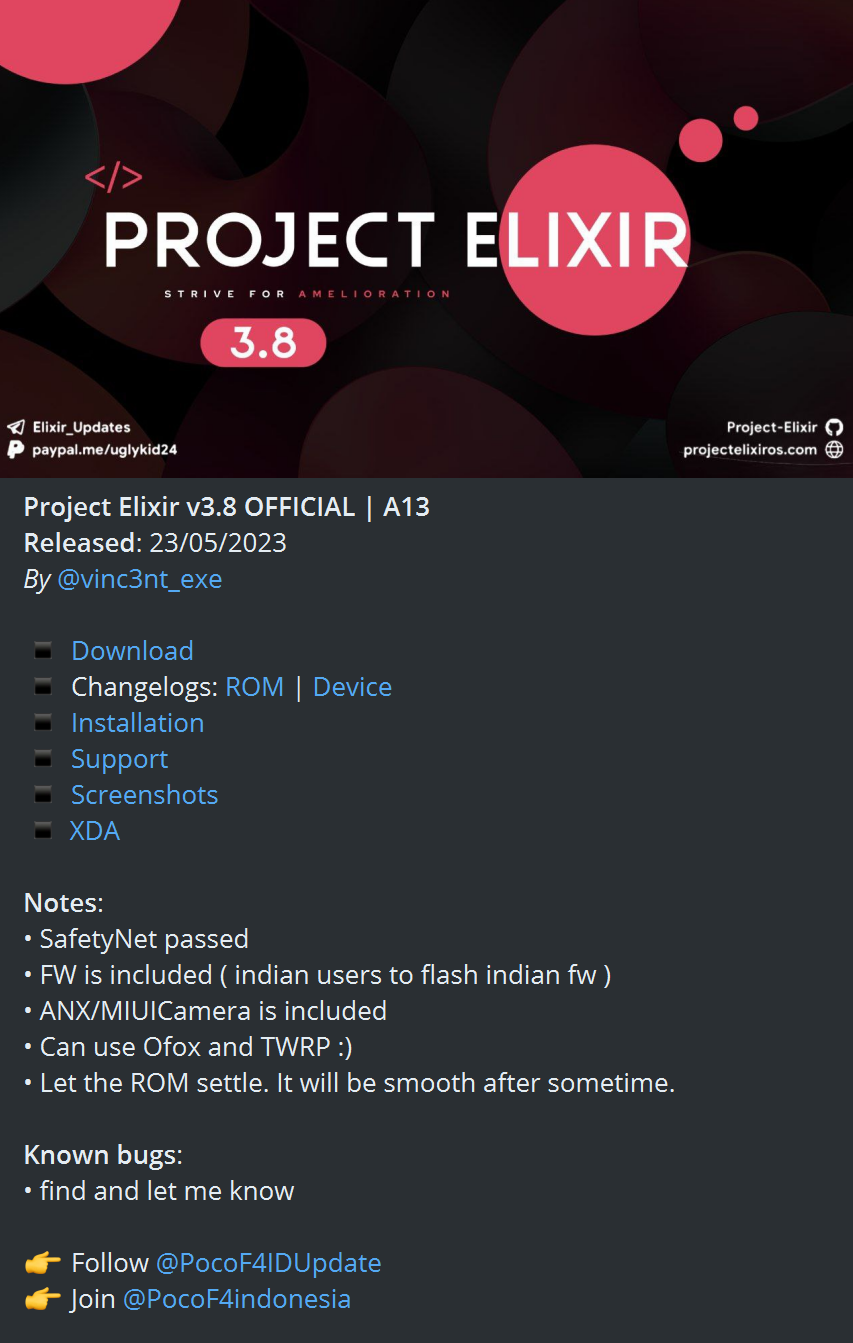 </>
PROJECT ELIXIR
STRIVE FOR AMELIORATION
3.8
Elixir_Updates
paypal.me/uglykid24
Project-Elixir
projectelixiros.com
Project Elixir v3.8 OFFICIAL | A13
Released: 23/05/2023
By @vinc3nt_exe
▪ Download
▪ Changelogs: ROM | Device
▪ Installation
▪ Support
▪ Screenshots
▪ XDA
Notes:
• SafetyNet passed
• FW is included ( indian users to flash indian fw )
• ANX/MIUICamera is included
• Can use Ofox and TWRP :)
• Let the ROM settle. It will be smooth after sometime.
Known bugs:
• find and let me know
👉 Follow @PocoF4IDUpdate
👉 Join @PocoF4indonesia